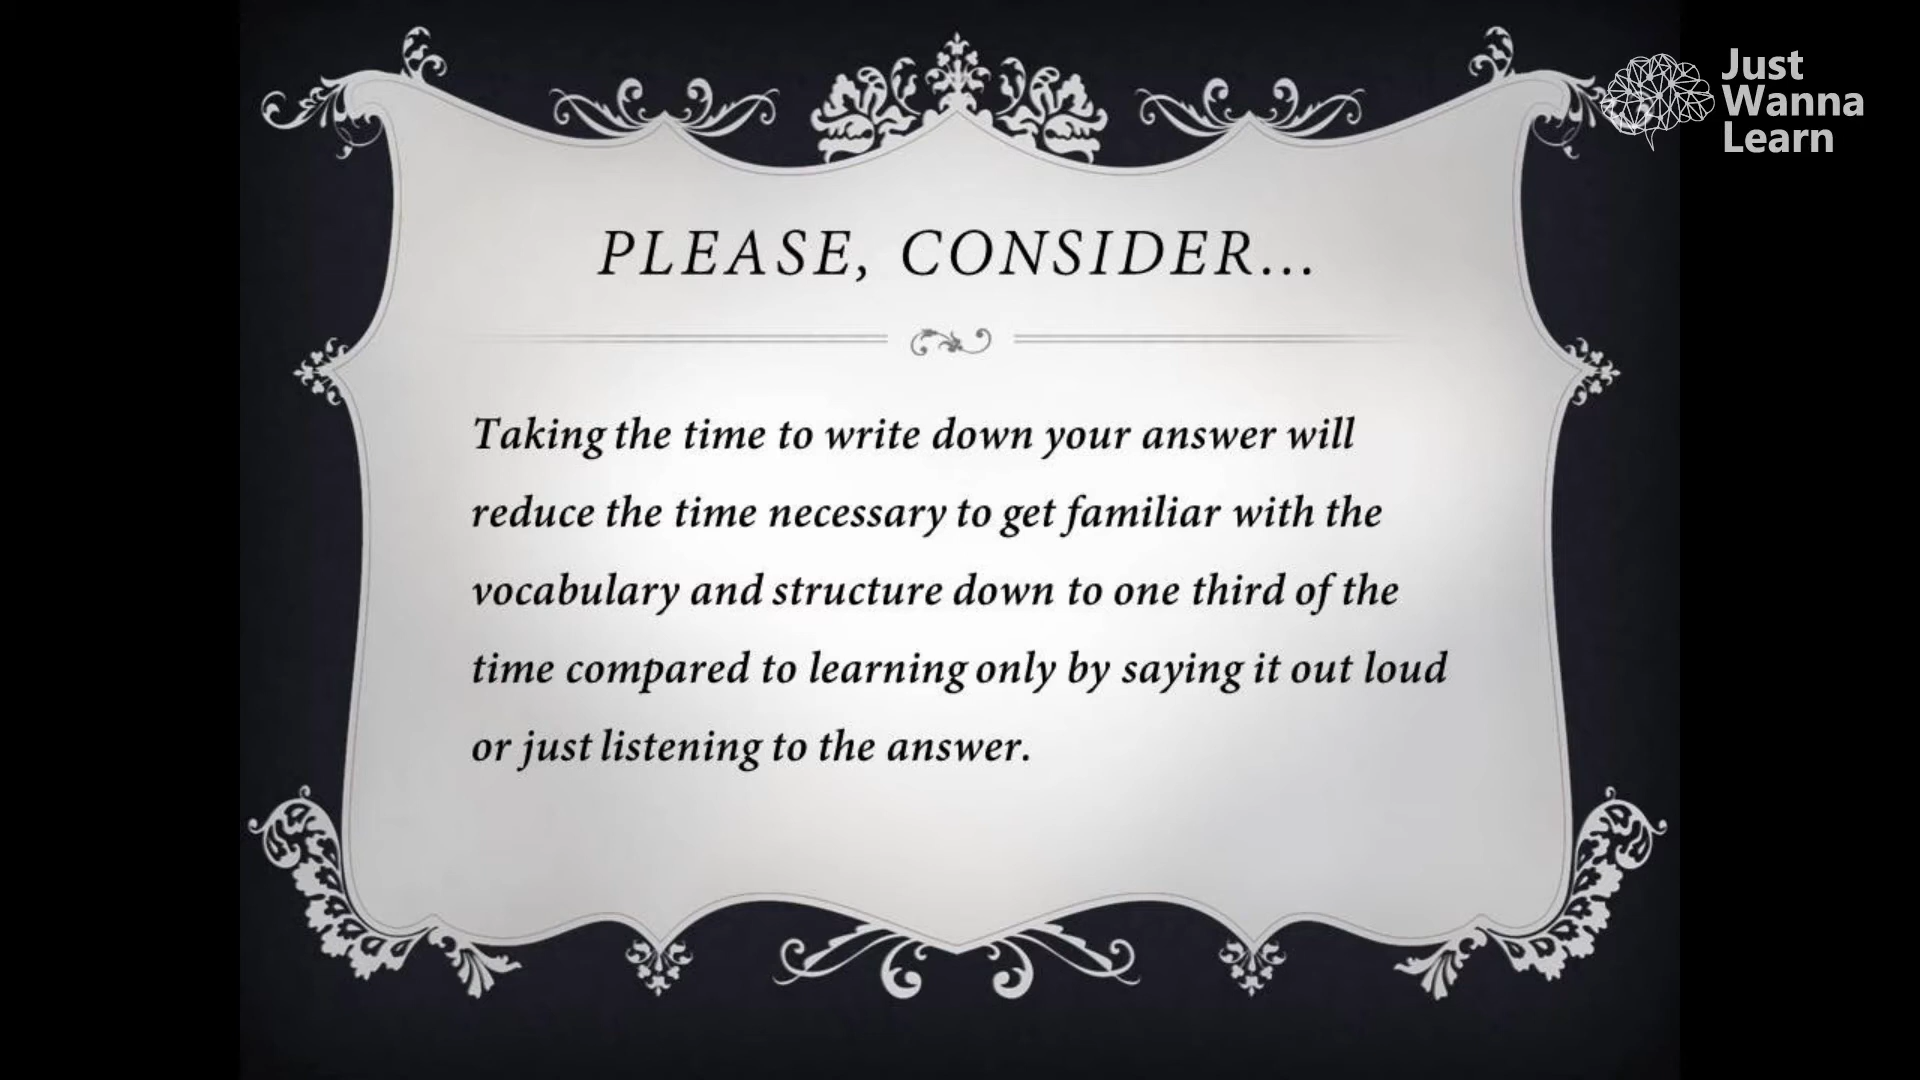 Just
Wanna
Learn
PLEASE, CONSIDER...
Taking the time to write down your answer will
reduce the time necessary to get familiar with the
vocabulary and structure down to one third of the
time compared to learning only by saying it out loud
or just listening to the answer.